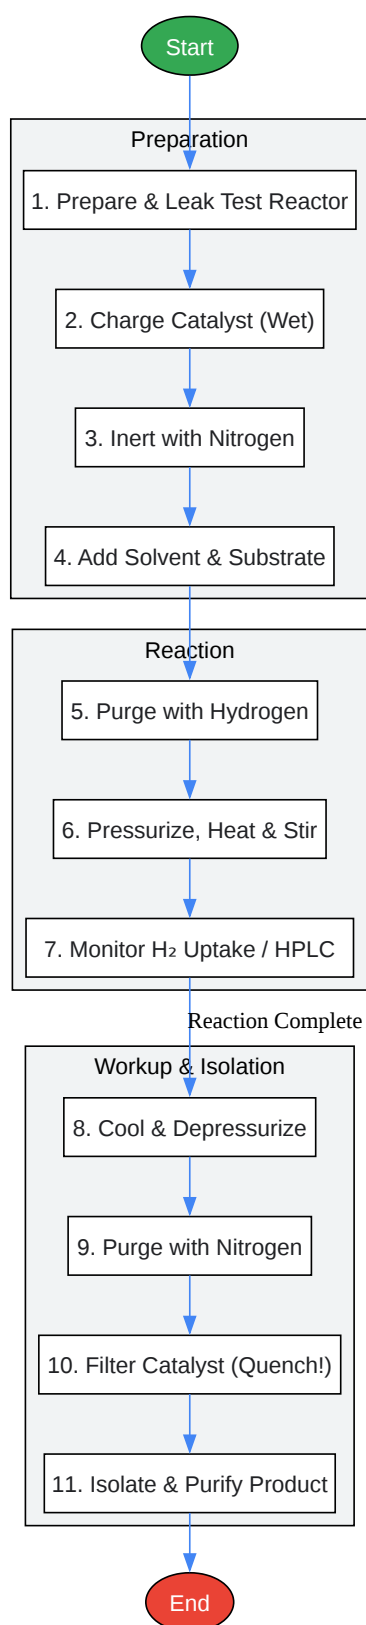 Start
Preparation
1. Prepare & Leak Test Reactor
2. Charge Catalyst (Wet)
3. Inert with Nitrogen
4. Add Solvent & Substrate
Reaction
5. Purge with Hydrogen
6. Pressurize, Heat & Stir
7. Monitor H₂ Uptake / HPLC
Reaction Complete
Workup & Isolation
8. Cool & Depressurize
9. Purge with Nitrogen
10. Filter Catalyst (Quench!)
11. Isolate & Purify Product
End